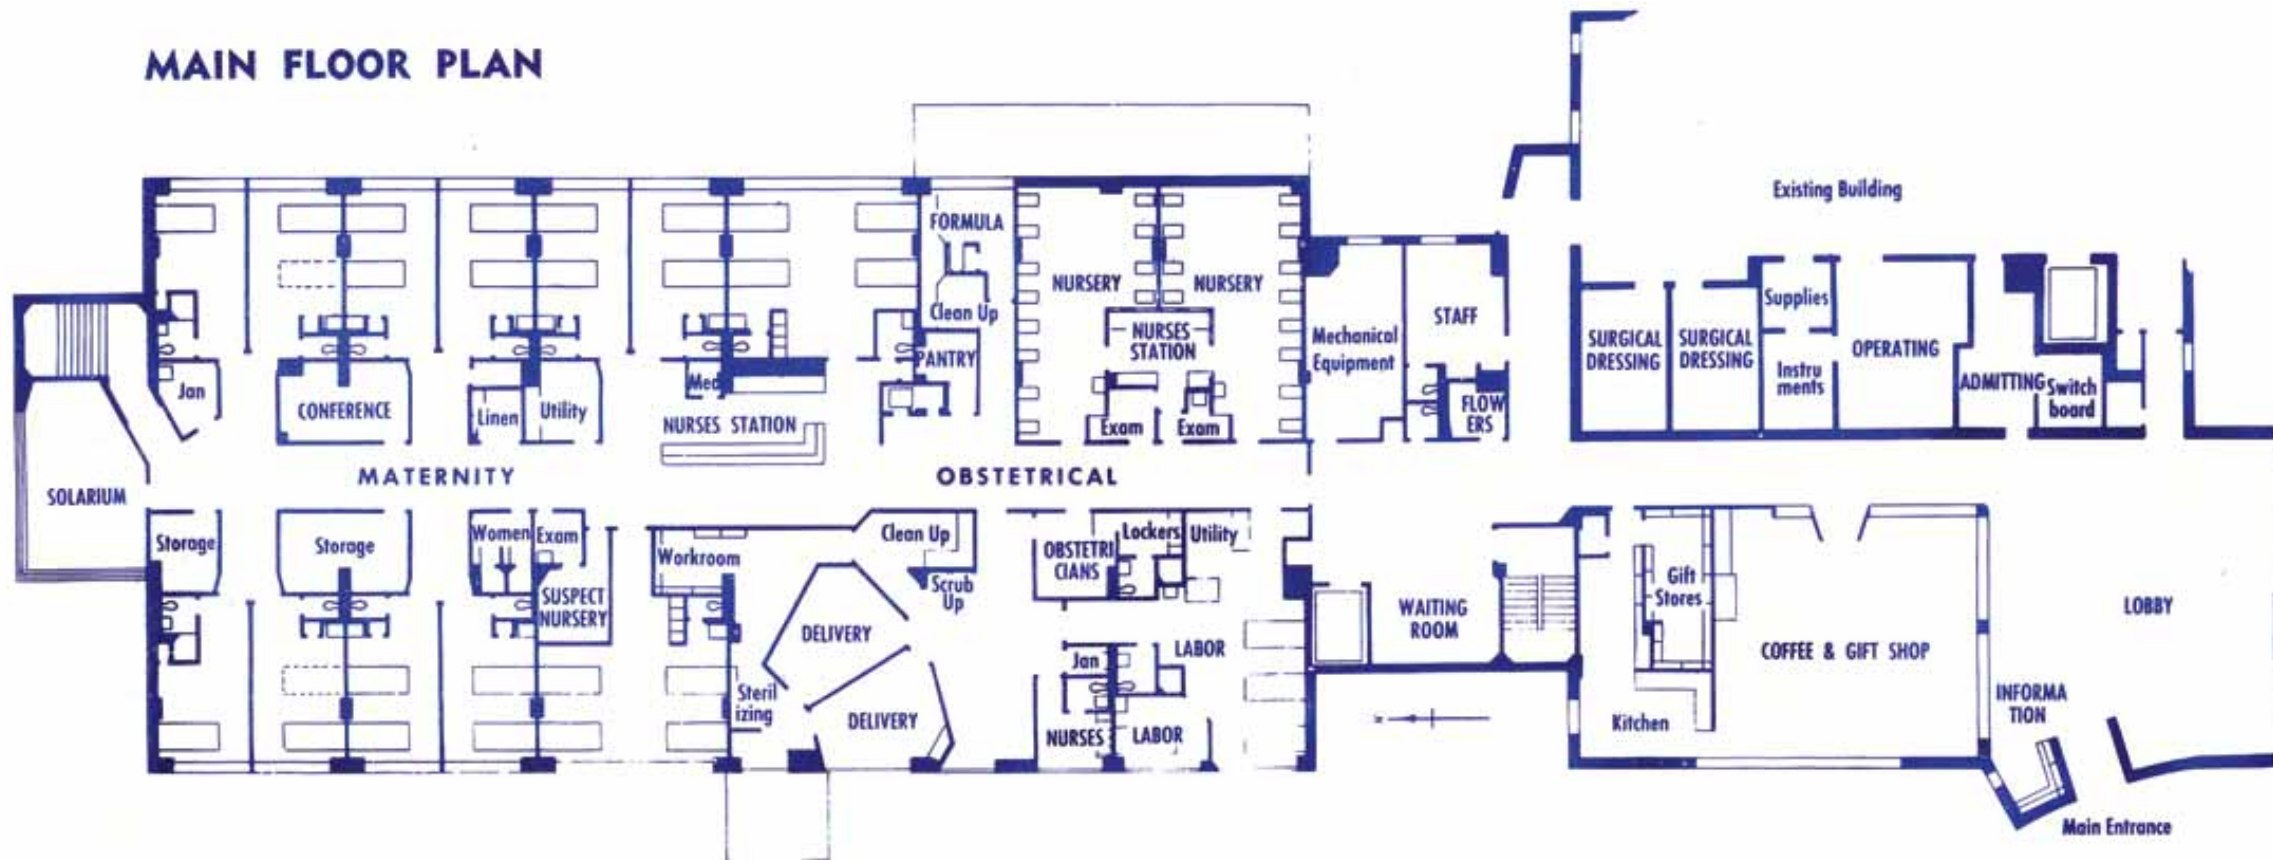 MAIN FLOOR PLAN
Existing Building
FORMULA
Clean Up
PANTRY
NURSERY
NURSERY
NURSES
STATION
Exam
Exam
Mechanical
Equipment
STAFF
FLOW
ERS
SURGICAL
DRESSING
SURGICAL
DRESSING
Supplies
Instru
ments
OPERATING
ADMITTING
Switch
board
Jan
CONFERENCE
Linen
Utility
Med
NURSES STATION
MATERNITY
OBSTETRICAL
SOLARIUM
Storage
Storage
Women
Exam
SUSPECT
NURSERY
Workroom
Clean Up
Scrub
Up
DELIVERY
DELIVERY
Steril
izing
OBSTETRI
CIANS
Lockers
Utility
LABOR
Jan
NURSES
LABOR
WAITING
ROOM
Gift
Stores
Kitchen
COFFEE & GIFT SHOP
LOBBY
INFORMA
TION
Main Entrance